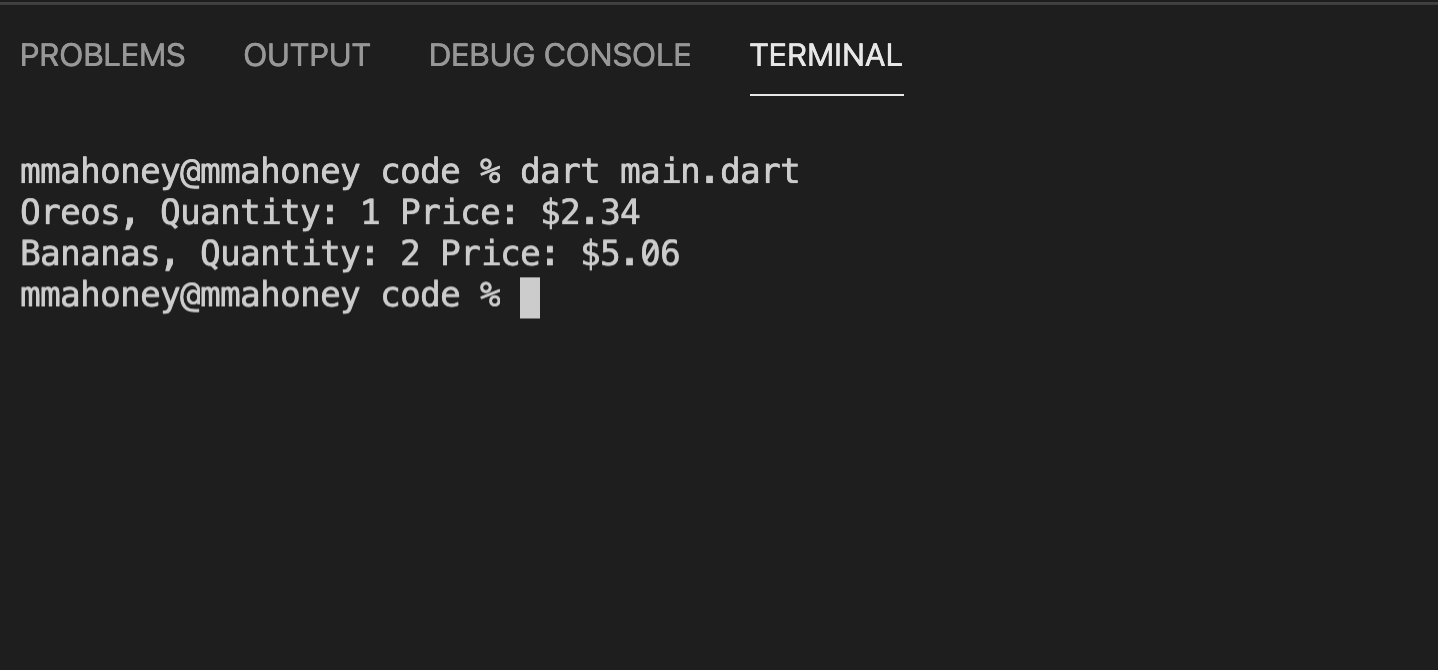 PROBLEMS OUTPUT DEBUG CONSOLE TERMINAL
mmahoney@mmahoney code % dart main.dart
Oreos, Quantity: 1 Price: $2.34
Bananas, Quantity: 2 Price: $5.06
mmahoney@mmahoney code %